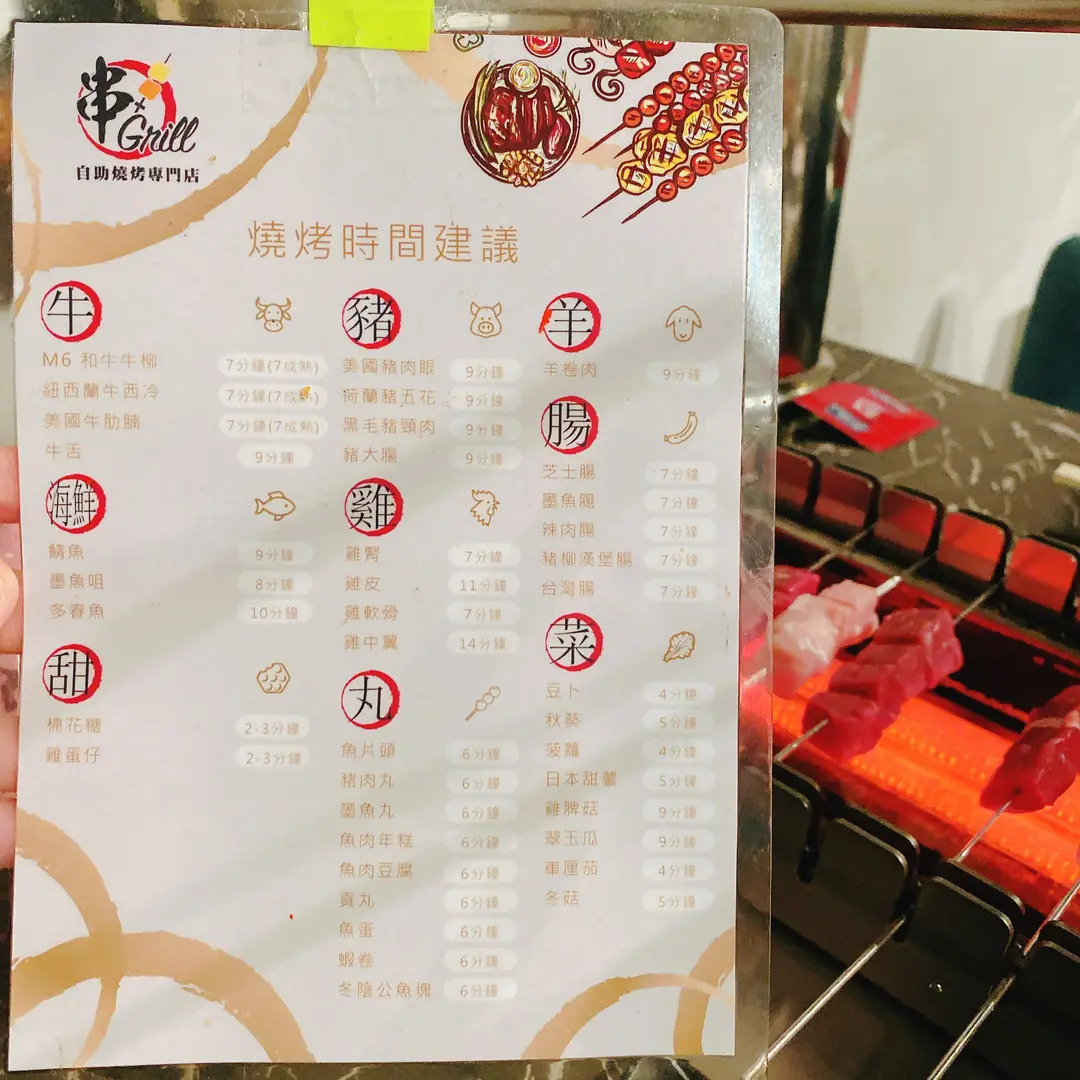 串
Grill
自助燒烤專門店
燒烤時間建議
牛
M6 和牛牛柳 7分鐘(7成熟)
紐西蘭牛西冷 7分鐘(7成熟)
美國牛肋腩 7分鐘(7成熟)
牛舌 9分鐘
海鮮
鯖魚 9分鐘
墨魚咀 8分鐘
多春魚 10分鐘
甜
棉花糖 2-3分鐘
雞蛋仔 2-3分鐘
豬
美國豬肉眼 9分鐘
荷蘭豬五花 9分鐘
黑毛豬頸肉 9分鐘
豬大腸 9分鐘
雞
雞腎 7分鐘
雞皮 11分鐘
雞軟骨 7分鐘
雞中翼 14分鐘
丸
魚片頭 6分鐘
豬肉丸 6分鐘
墨魚丸 6分鐘
魚肉年糕 6分鐘
魚肉豆腐 6分鐘
貢丸 6分鐘
魚蛋 6分鐘
蝦卷 6分鐘
冬陰公魚塊 6分鐘
羊
羊卷肉 9分鐘
腸
芝士腸 7分鐘
墨魚腸 7分鐘
辣肉腸 7分鐘
豬柳漢堡腸 7分鐘
台灣腸 7分鐘
菜
豆卜 4分鐘
秋葵 5分鐘
菠蘿 4分鐘
日本甜薯 5分鐘
雞脾菇 9分鐘
翠玉瓜 9分鐘
車厘茄 4分鐘
冬菇 5分鐘